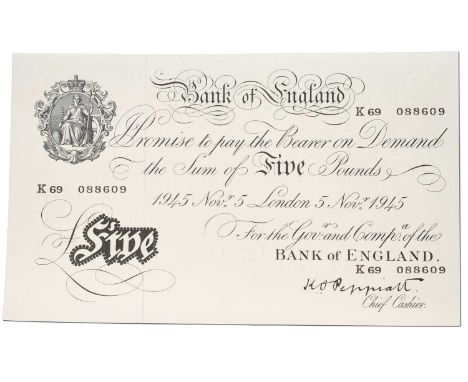 Bank of England
K 69 088609
I Promise to pay the Bearer on Demand
the Sum of Five Pounds
K 69 088609
1945 Novr. 5 London 5 Novr. 1945
For the Govr. and Compa. of the
BANK OF ENGLAND.
£ Five
K 69 088609
K O Peppiatt.
Chief Cashier.